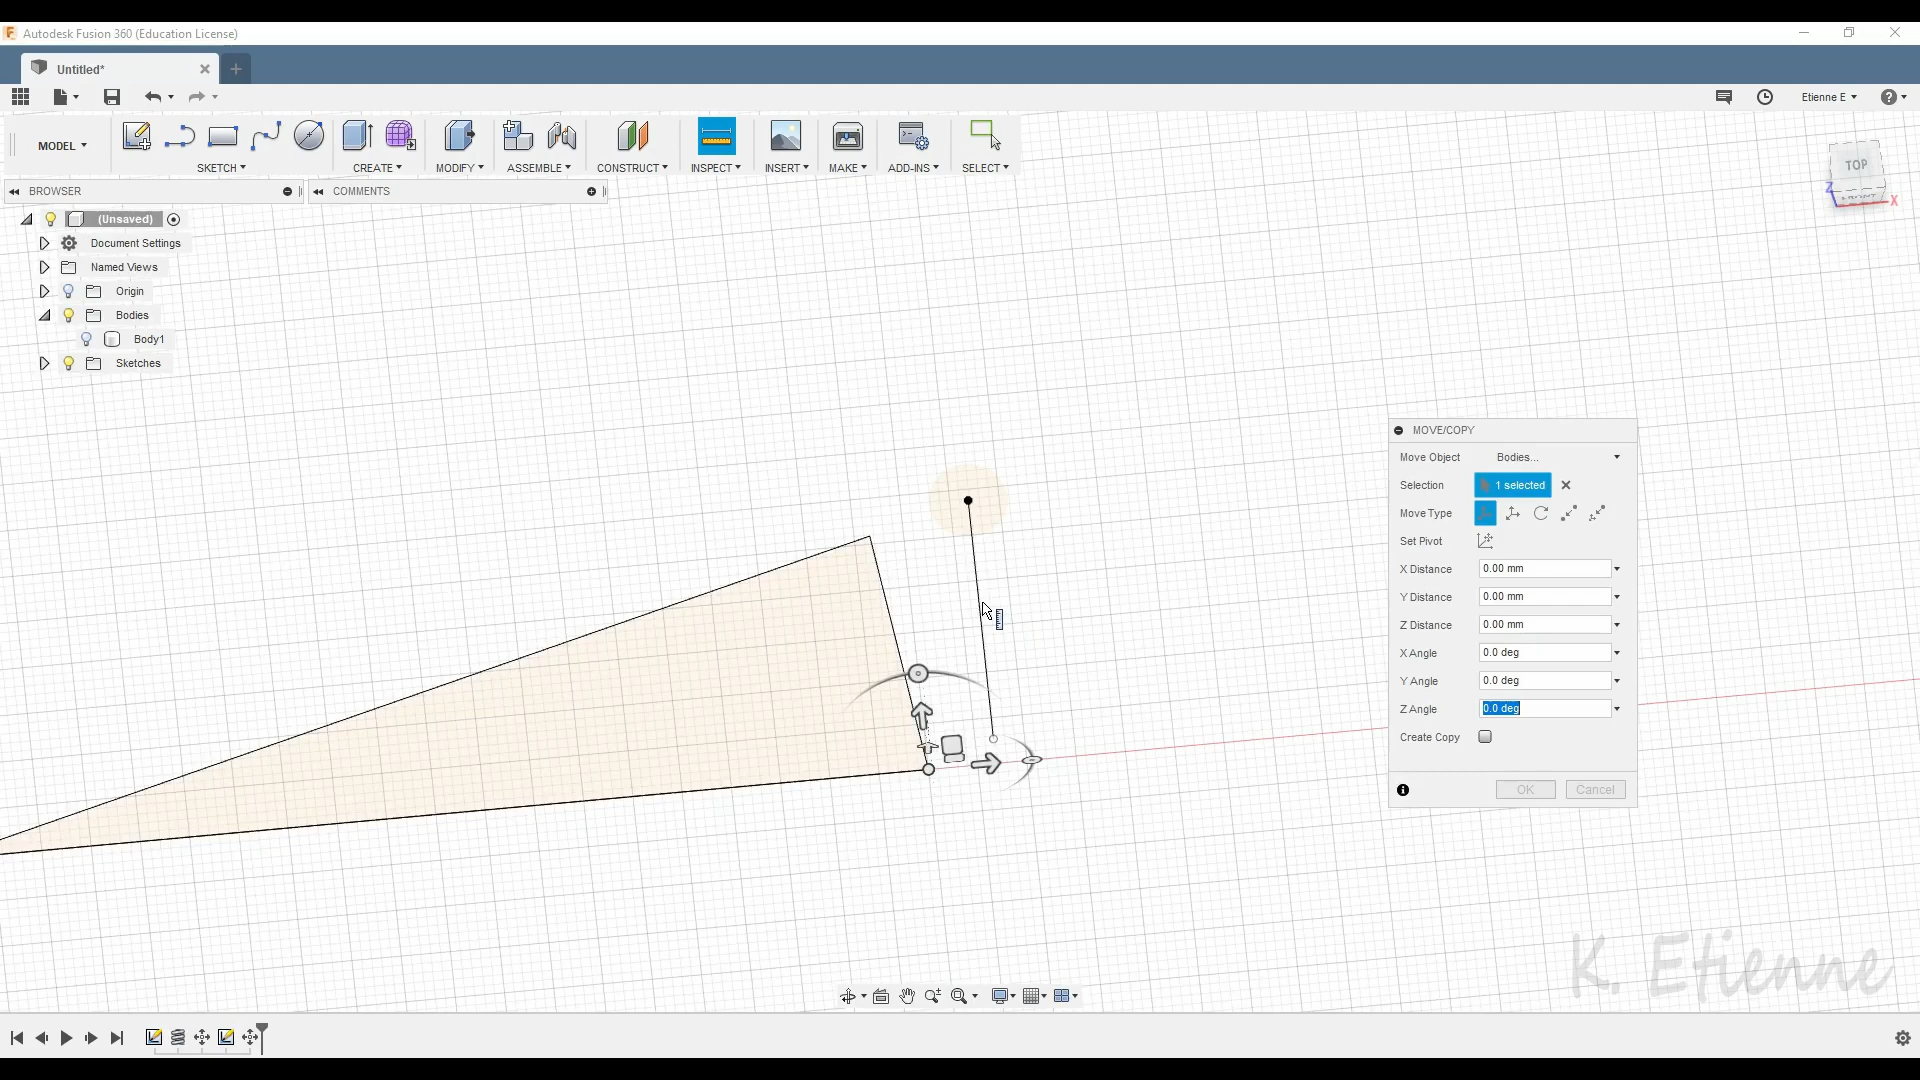 Autodesk Fusion 360 (Education License)
Untitled*
Etienne E
MODEL
SKETCH
CREATE
MODIFY
ASSEMBLE
CONSTRUCT
INSPECT
INSERT
MAKE
ADD-INS
SELECT
BROWSER
COMMENTS
TOP
Z
X
(Unsaved)
Document Settings
Named Views
Origin
Bodies
Body1
Sketches
MOVE/COPY
Move Object Bodies...
Selection 1 selected
Move Type
Set Pivot
X Distance 0.00 mm
Y Distance 0.00 mm
Z Distance 0.00 mm
X Angle 0.0 deg
Y Angle 0.0 deg
Z Angle 0.0 deg
Create Copy
OK Cancel
K. Etienne